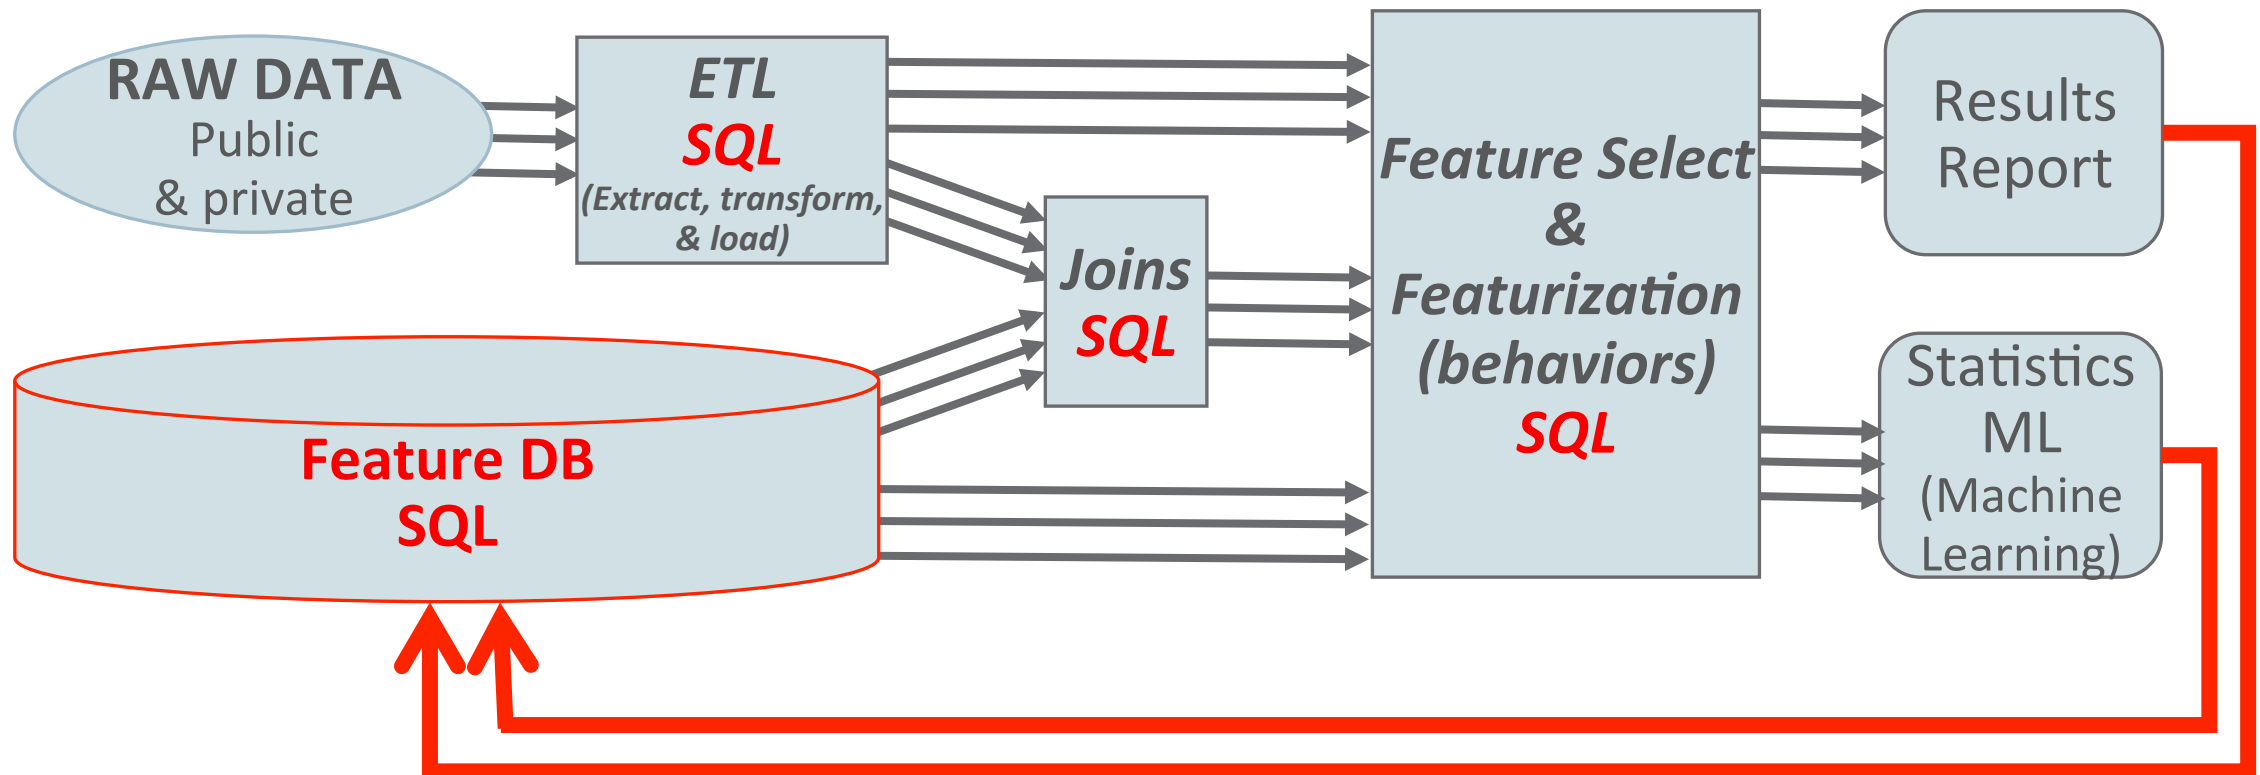 RAW DATA
Public
& private
ETL
SQL
(Extract, transform,
& load)
Joins
SQL
Feature DB
SQL
Feature Select
&
Featurization
(behaviors)
SQL
Results
Report
Statistics
ML
(Machine
Learning)